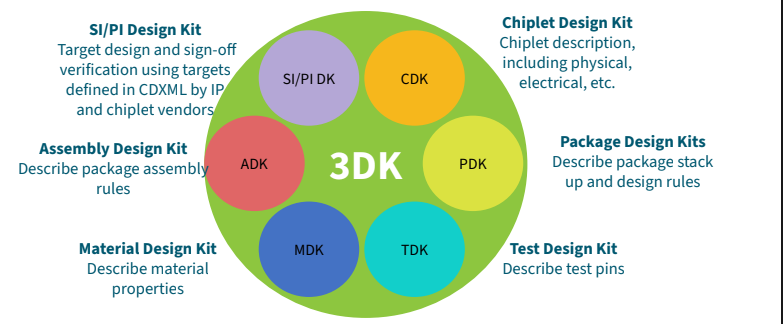 SI/PI Design Kit
Target design and sign-off
verification using targets
defined in CDXML by IP
and chiplet vendors
Chiplet Design Kit
Chiplet description,
including physical,
electrical, etc.
SI/PI DK
CDK
Assembly Design Kit
Describe package assembly
rules
ADK
3DK
PDK
Package Design Kits
Describe package stack
up and design rules
Material Design Kit
Describe material
properties
MDK
TDK
Test Design Kit
Describe test pins